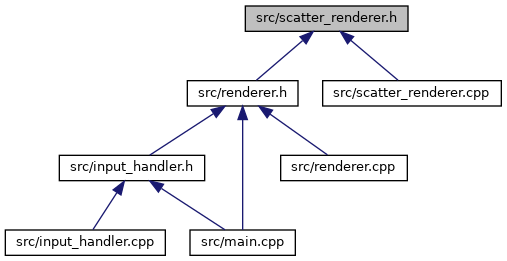 src/scatter_renderer.h
src/renderer.h
src/scatter_renderer.cpp
src/input_handler.h
src/renderer.cpp
src/input_handler.cpp
src/main.cpp